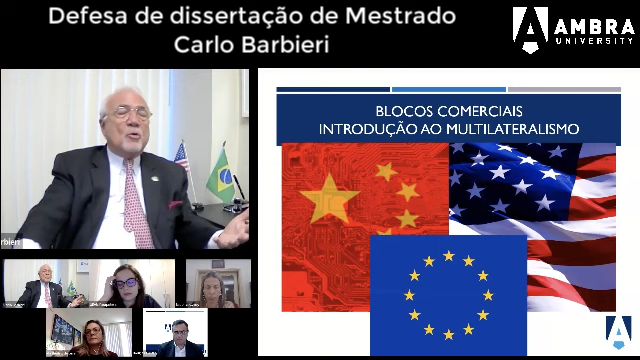 Defesa de dissertação de Mestrado
Carlo Barbieri
AMBRA
UNIVERSITY
BLOCOS COMERCIAIS
INTRODUÇÃO AO MULTILATERALISMO